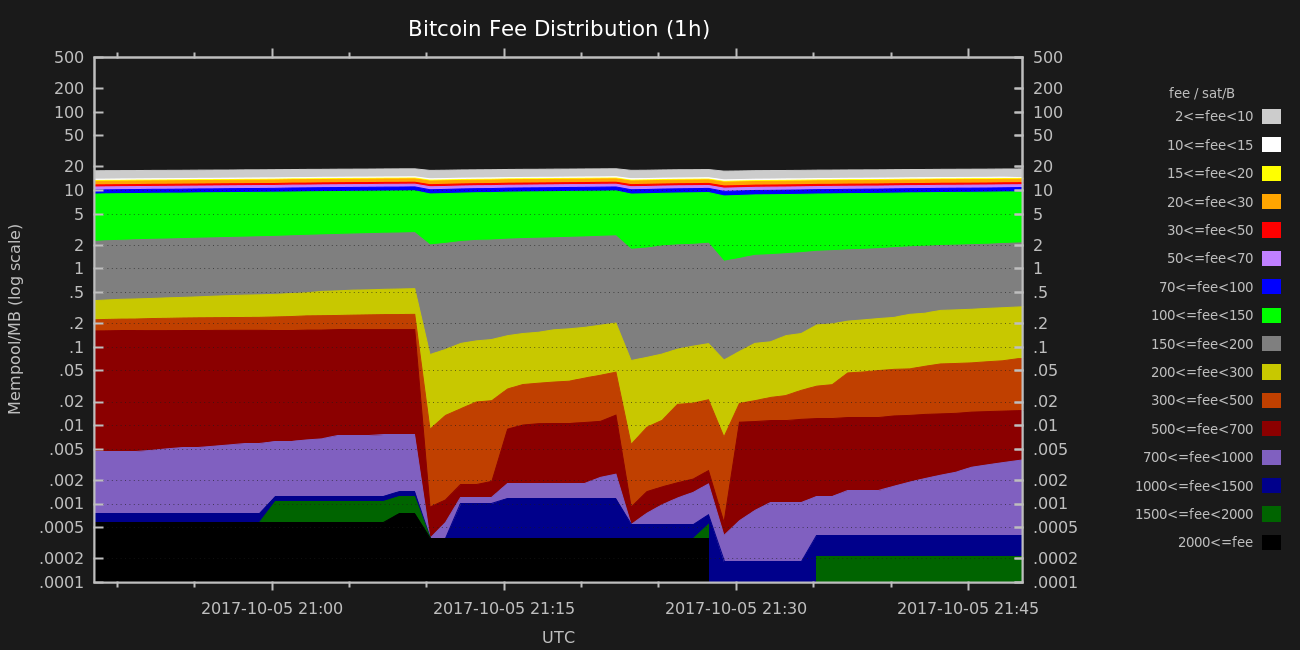 Bitcoin Fee Distribution (1h)
Mempool/MB (log scale)
500
200
100
50
20
10
5
2
1
.5
.2
.1
.05
.02
.01
.005
.002
.001
.0005
.0002
.0001
500
200
100
50
20
10
5
2
1
.5
.2
.1
.05
.02
.01
.005
.002
.001
.0005
.0002
.0001
2017-10-05 21:00 2017-10-05 21:15 2017-10-05 21:30 2017-10-05 21:45
UTC
fee / sat/B
2<=fee<10
10<=fee<15
15<=fee<20
20<=fee<30
30<=fee<50
50<=fee<70
70<=fee<100
100<=fee<150
150<=fee<200
200<=fee<300
300<=fee<500
500<=fee<700
700<=fee<1000
1000<=fee<1500
1500<=fee<2000
2000<=fee